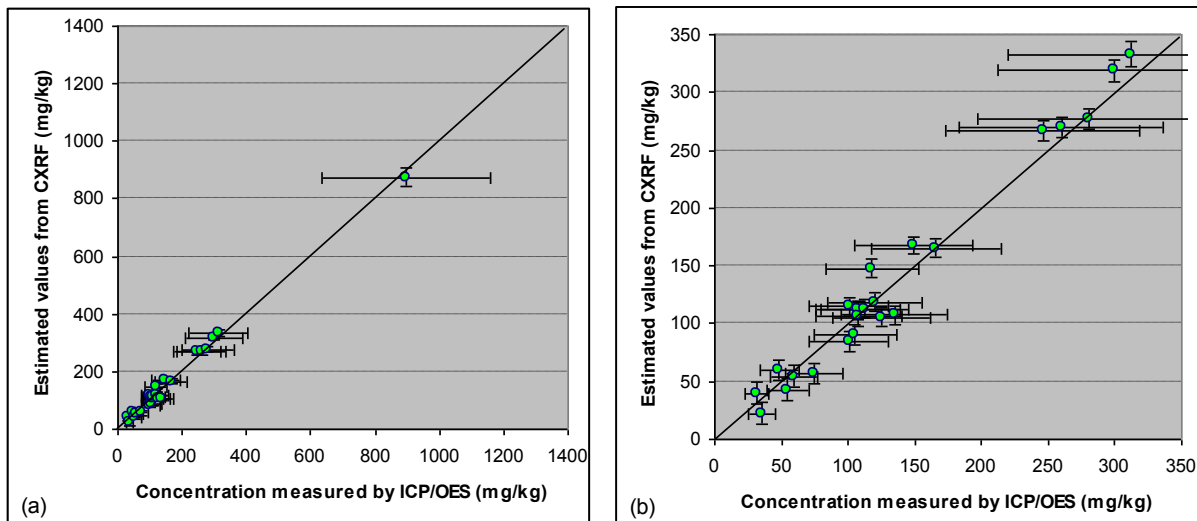 1400
1200
1000
800
600
400
200
0
Estimated values from CXRF (mg/kg)
0 200 400 600 800 1000 1200 1400
Concentration measured by ICP/OES (mg/kg)
(a)
350
300
250
200
150
100
50
0
Estimated values from CXRF (mg/kg)
0 50 100 150 200 250 300 350
Concentration measured by ICP/OES (mg/kg)
(b)